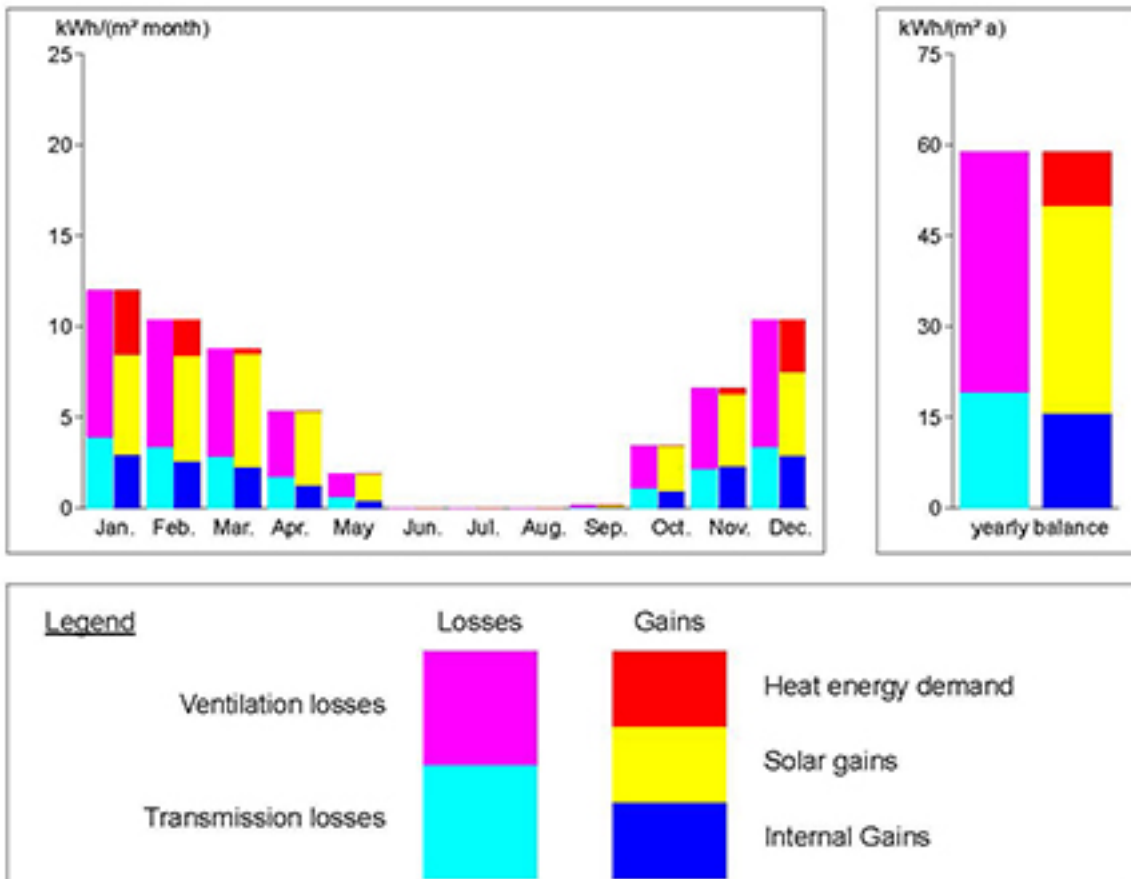 kWh/(m² month)
25
20
15
10
5
0
Jan. Feb. Mar. Apr. May Jun. Jul. Aug. Sep. Oct. Nov. Dec.
kWh/(m² a)
75
60
45
30
15
0
yearly balance
Legend
Losses
Gains
Ventilation losses
Transmission losses
Heat energy demand
Solar gains
Internal Gains